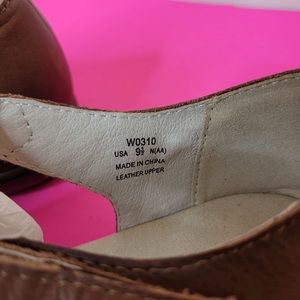 W0310
USA 9½ N(AA)
MADE IN CHINA
LEATHER UPPER